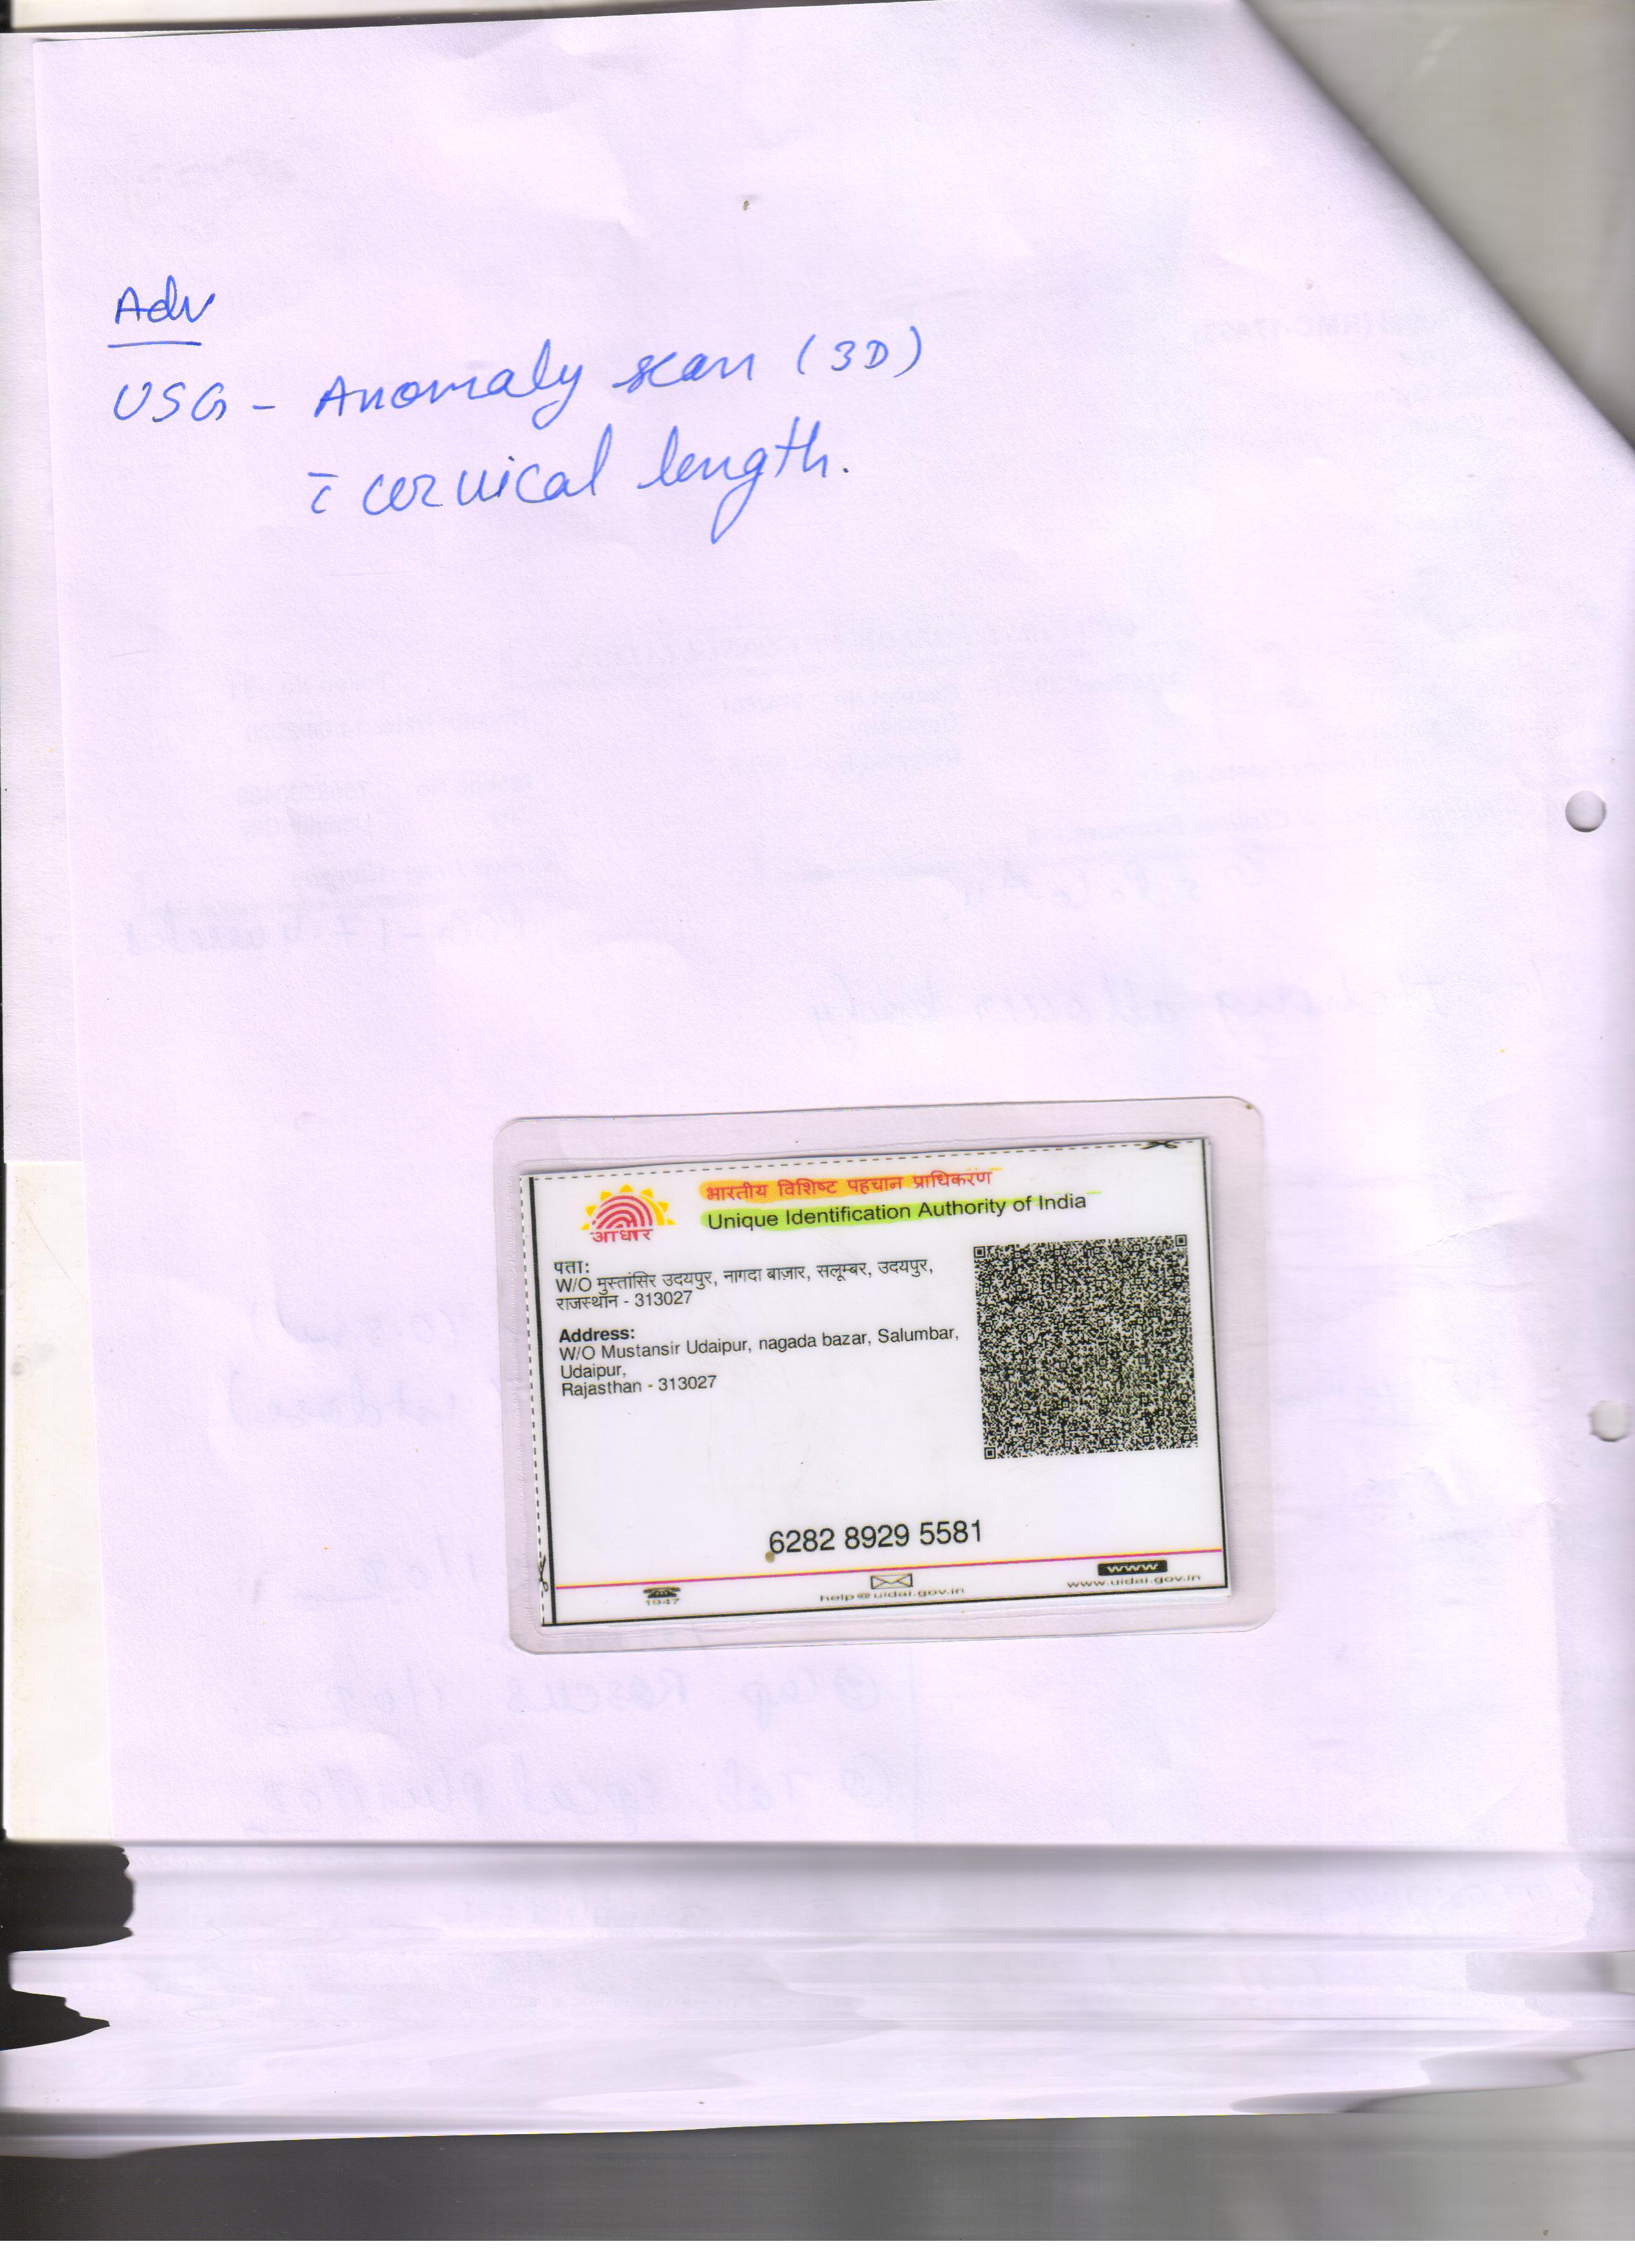 Adv
USG - Anomaly scan (3D)
c̄ cervical length.
भारतीय विशिष्ट पहचान प्राधिकरण
Unique Identification Authority of India
आधार
पता:
W/O मुस्तांसिर उदयपुर, नागदा बाज़ार, सलूम्बर, उदयपुर,
राजस्थान - 313027
Address:
W/O Mustansir Udaipur, nagada bazar, Salumbar,
Udaipur,
Rajasthan - 313027
6282 8929 5581
1947
help@uidai.gov.in
www
www.uidai.gov.in